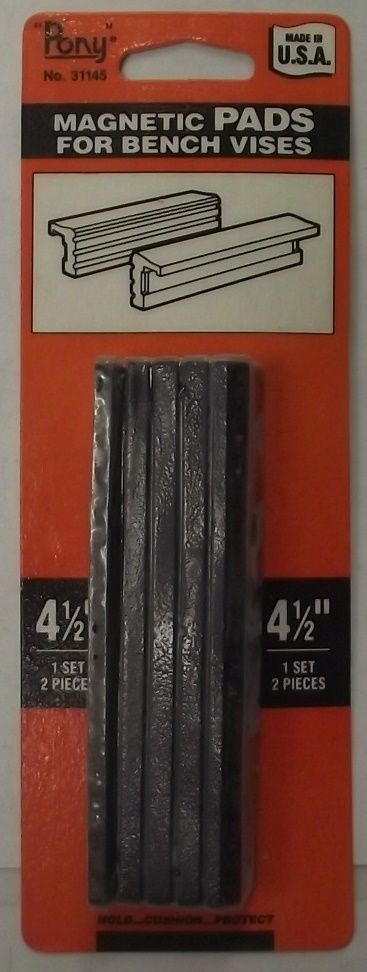 "Pony"
No. 31145
MADE IN
U.S.A.
MAGNETIC PADS
FOR BENCH VISES
4½"
1 SET
2 PIECES
4½"
1 SET
2 PIECES
HOLD...CUSHION...PROTECT